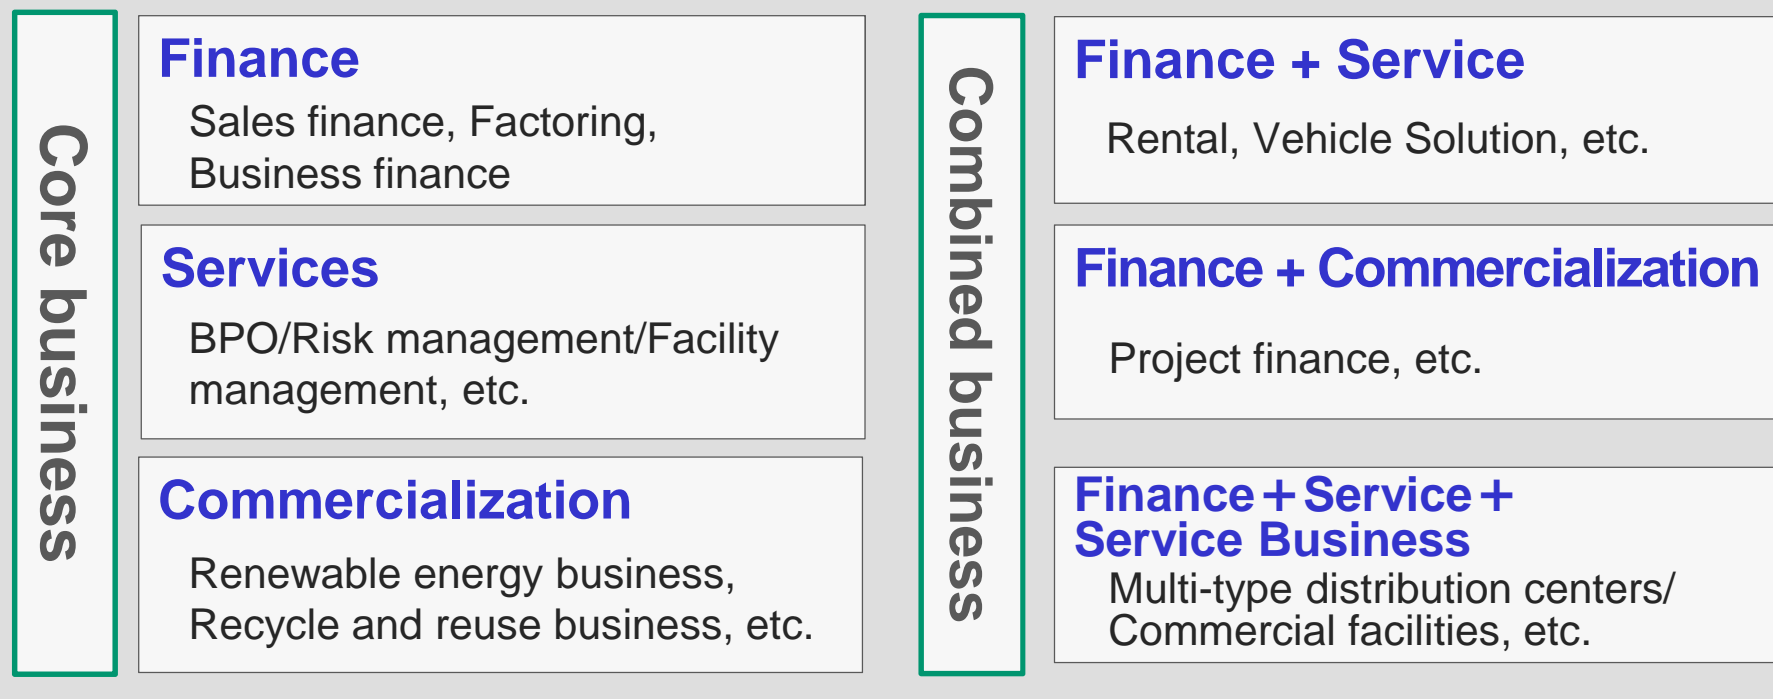 Core business
Finance
Sales finance, Factoring,
Business finance
Services
BPO/Risk management/Facility
management, etc.
Commercialization
Renewable energy business,
Recycle and reuse business, etc.
Combined business
Finance + Service
Rental, Vehicle Solution, etc.
Finance + Commercialization
Project finance, etc.
Finance＋Service＋
Service Business
Multi-type distribution centers/
Commercial facilities, etc.